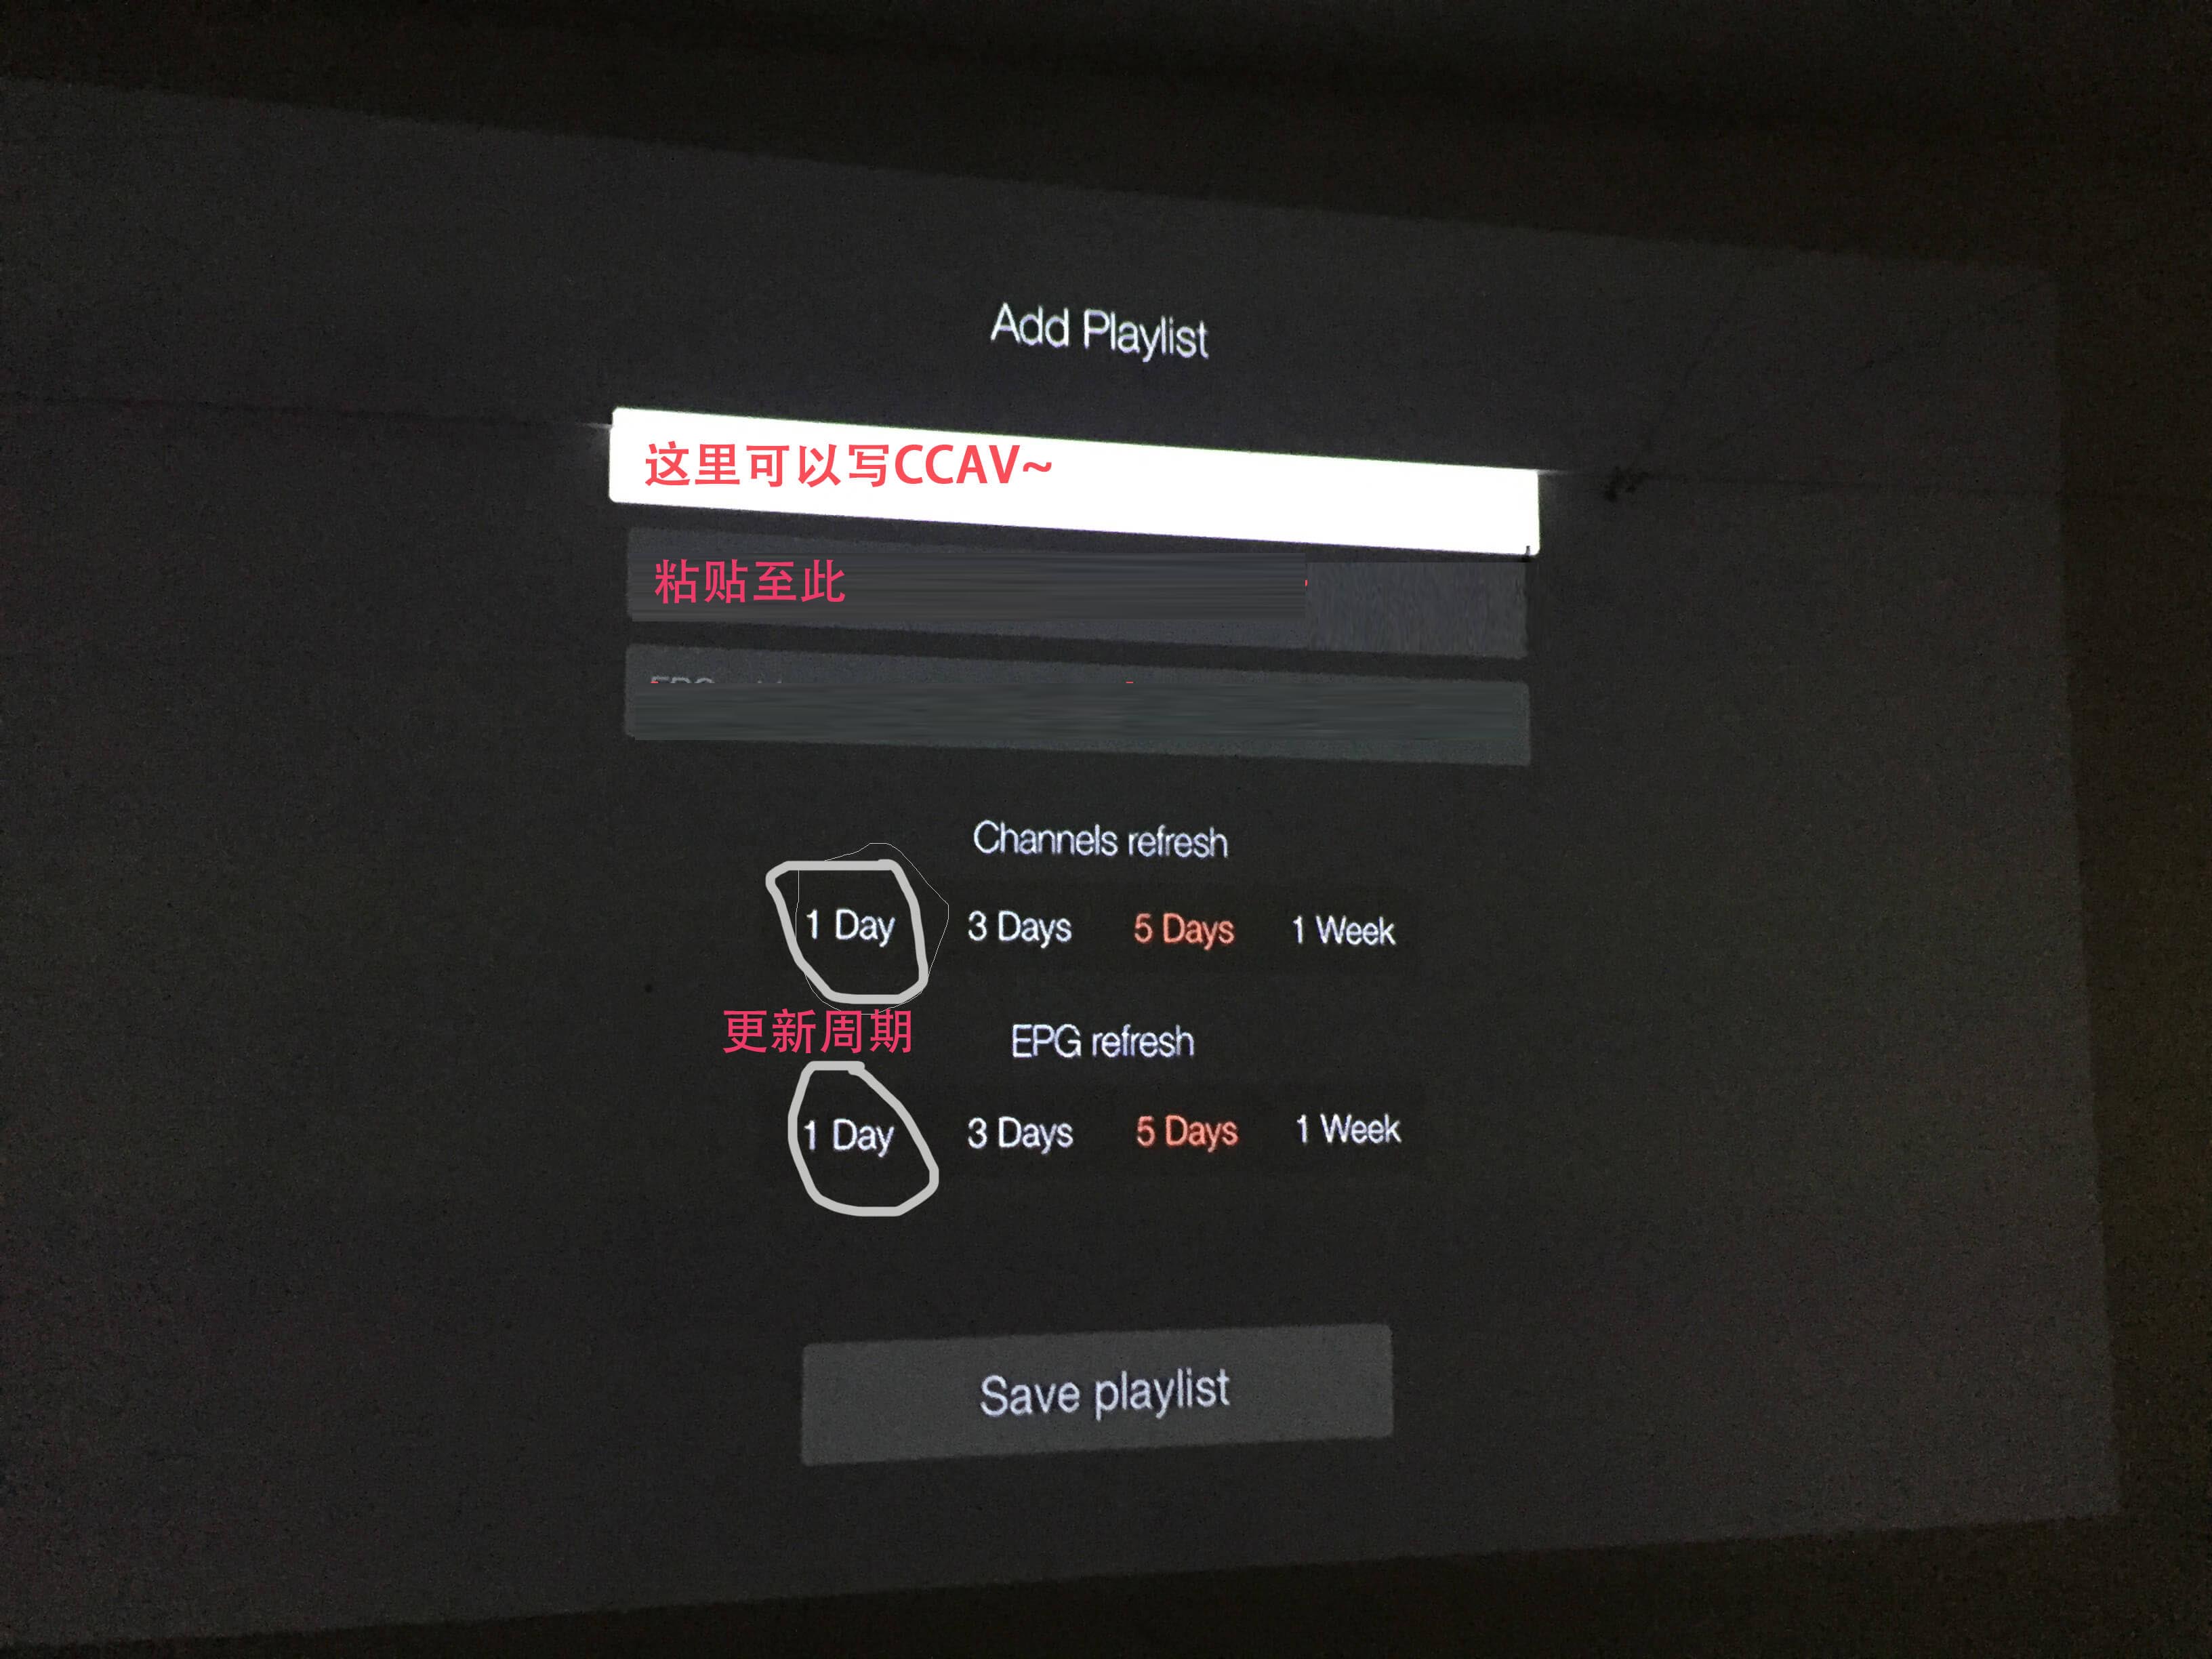 Add Playlist
这里可以写CCAV~
粘贴至此
Channels refresh
1 Day 3 Days 5 Days 1 Week
更新周期
EPG refresh
1 Day 3 Days 5 Days 1 Week
Save playlist